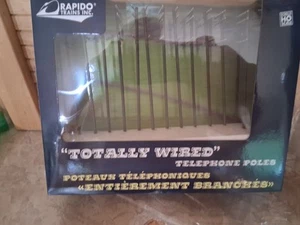 RAPIDO
TRAINS INC.
HO
"TOTALLY WIRED"
TELEPHONE POLES
POTEAUX TÉLÉPHONIQUES
«ENTIÈREMENT BRANCHÉS»